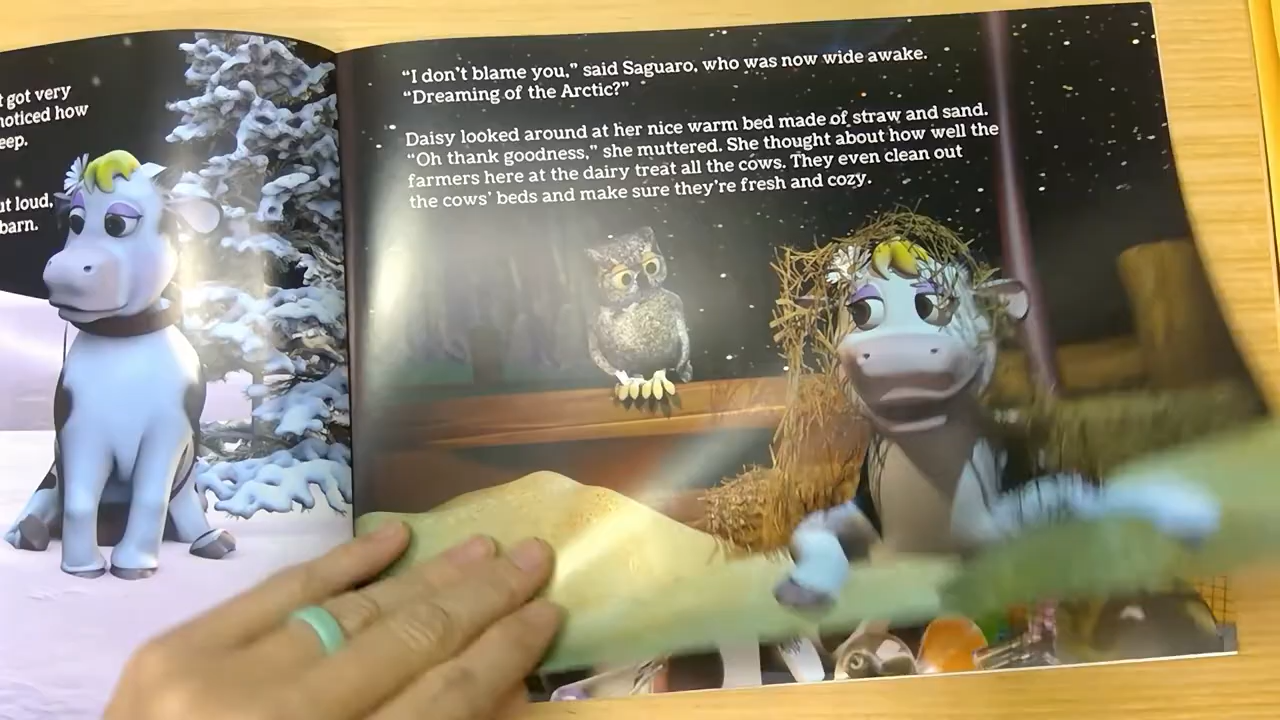 t got very
noticed how
eep.
ut loud,
barn.
“I don’t blame you,” said Saguaro, who was now wide awake.
“Dreaming of the Arctic?”
Daisy looked around at her nice warm bed made of straw and sand.
“Oh thank goodness,” she muttered. She thought about how well the
farmers here at the dairy treat all the cows. They even clean out
the cows’ beds and make sure they’re fresh and cozy.